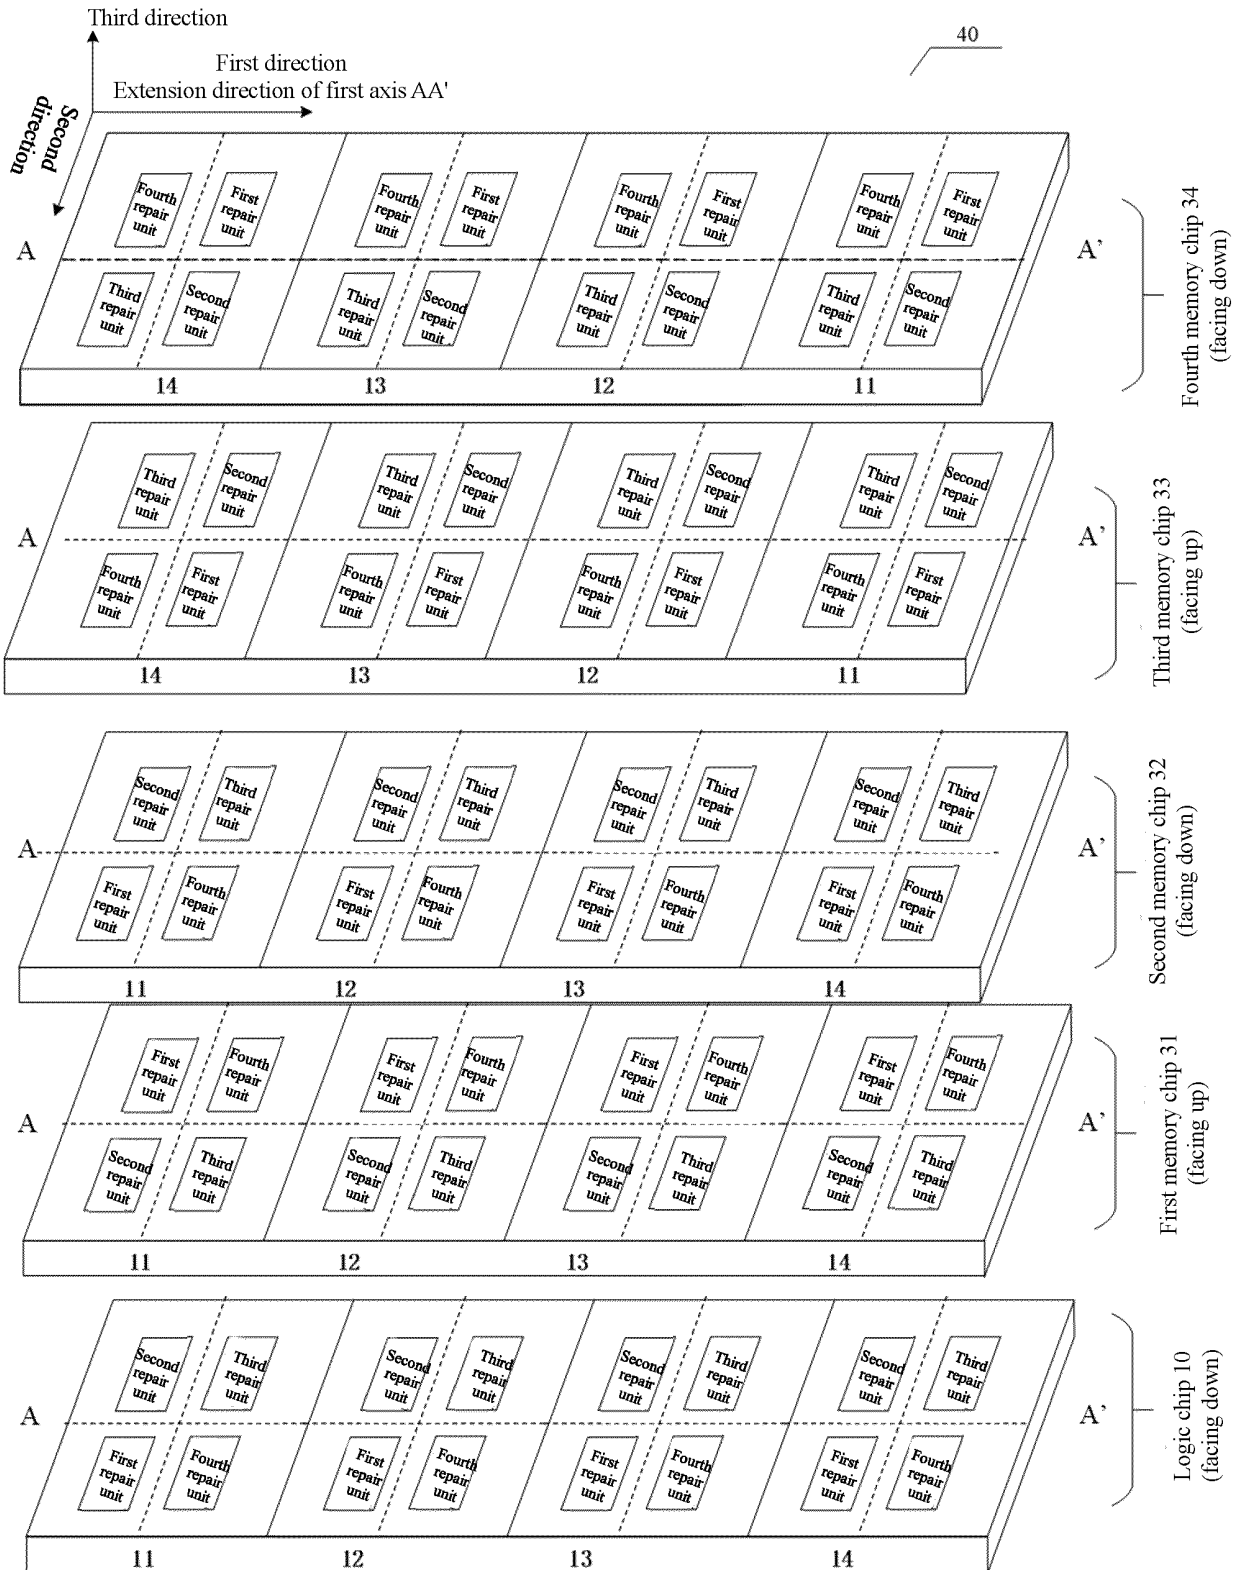 Third direction
40
First direction
Extension direction of first axis AA'
Second
direction
Fourth
repair
unit
First
repair
unit
Fourth
repair
unit
First
repair
unit
Fourth
repair
unit
First
repair
unit
Fourth
repair
unit
First
repair
unit
A
A'
Third
repair
unit
Second
repair
unit
Third
repair
unit
Second
repair
unit
Third
repair
unit
Second
repair
unit
Third
repair
unit
Second
repair
unit
14
13
12
11
Fourth memory chip 34
(facing down)
Third
repair
unit
Second
repair
unit
Third
repair
unit
Second
repair
unit
Third
repair
unit
Second
repair
unit
Third
repair
unit
Second
repair
unit
A
A'
Fourth
repair
unit
First
repair
unit
Fourth
repair
unit
First
repair
unit
Fourth
repair
unit
First
repair
unit
Fourth
repair
unit
First
repair
unit
14
13
12
11
Third memory chip 33
(facing up)
Second
repair
unit
Third
repair
unit
Second
repair
unit
Third
repair
unit
Second
repair
unit
Third
repair
unit
Second
repair
unit
Third
repair
unit
A
A'
First
repair
unit
Fourth
repair
unit
First
repair
unit
Fourth
repair
unit
First
repair
unit
Fourth
repair
unit
First
repair
unit
Fourth
repair
unit
11
12
13
14
Second memory chip 32
(facing down)
First
repair
unit
Fourth
repair
unit
First
repair
unit
Fourth
repair
unit
First
repair
unit
Fourth
repair
unit
First
repair
unit
Fourth
repair
unit
A
A'
Second
repair
unit
Third
repair
unit
Second
repair
unit
Third
repair
unit
Second
repair
unit
Third
repair
unit
Second
repair
unit
Third
repair
unit
11
12
13
14
First memory chip 31
(facing up)
Second
repair
unit
Third
repair
unit
Second
repair
unit
Third
repair
unit
Second
repair
unit
Third
repair
unit
Second
repair
unit
Third
repair
unit
A
A'
First
repair
unit
Fourth
repair
unit
First
repair
unit
Fourth
repair
unit
First
repair
unit
Fourth
repair
unit
First
repair
unit
Fourth
repair
unit
11
12
13
14
Logic chip 10
(facing down)